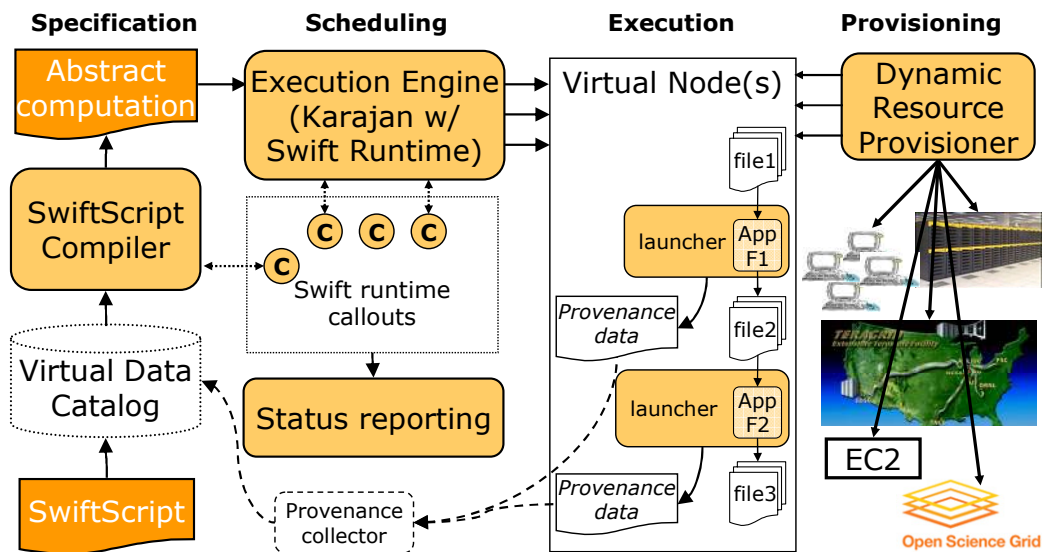 Specification
Scheduling
Execution
Provisioning
Abstract
computation
Execution Engine
(Karajan w/
Swift Runtime)
Virtual Node(s)
Dynamic
Resource
Provisioner
file1
SwiftScript
Compiler
C
C
C
C
Swift runtime
callouts
launcher
App
F1
Provenance
data
file2
TERAGRID
Virtual Data
Catalog
Status reporting
launcher
App
F2
EC2
SwiftScript
Provenance
collector
Provenance
data
file3
Open Science Grid